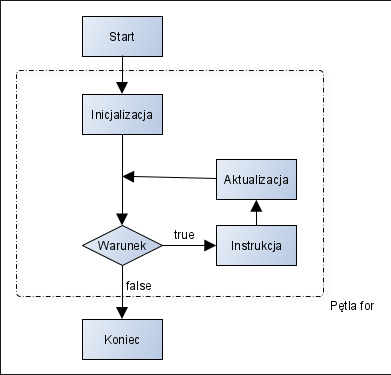 Start
Inicjalizacja
Aktualizacja
Warunek
true
Instrukcja
false
Pętla for
Koniec